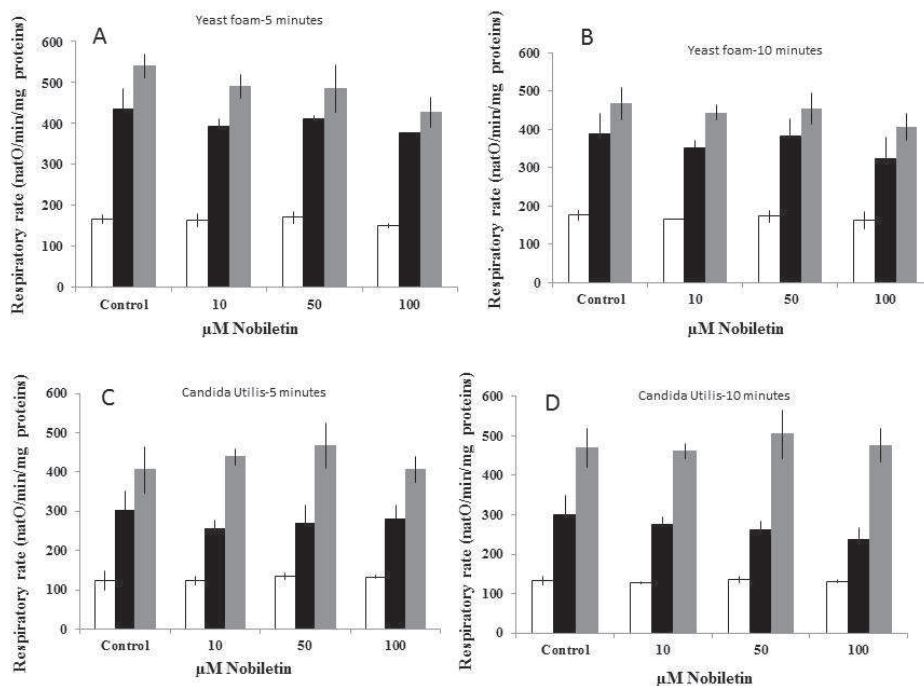 A
Yeast foam-5 minutes
Respiratory rate (natO/min/mg proteins)
600
500
400
300
200
100
0
Control 10 50 100
µM Nobiletin
B
Yeast foam-10 minutes
Respiratory rate (natO/min/mg proteins)
600
500
400
300
200
100
0
Control 10 50 100
µM Nobiletin
C
Candida Utilis-5 minutes
Respiratory rate (natO/min/mg proteins)
600
500
400
300
200
100
0
Control 10 50 100
µM Nobiletin
D
Candida Utilis-10 minutes
Respiratory rate (natO/min/mg proteins)
600
500
400
300
200
100
0
Control 10 50 100
µM Nobiletin